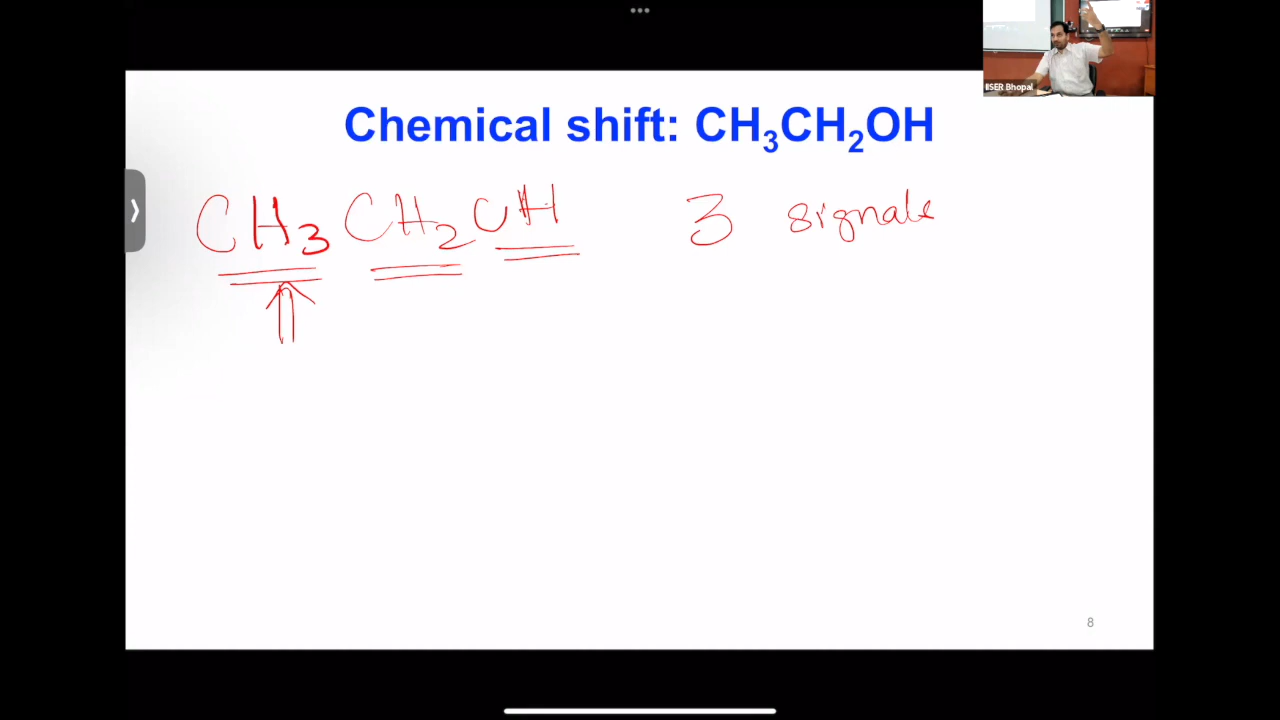 IISER Bhopal
Chemical shift: CH₃CH₂OH
CH₃ CH₂ OH 3 signals
8